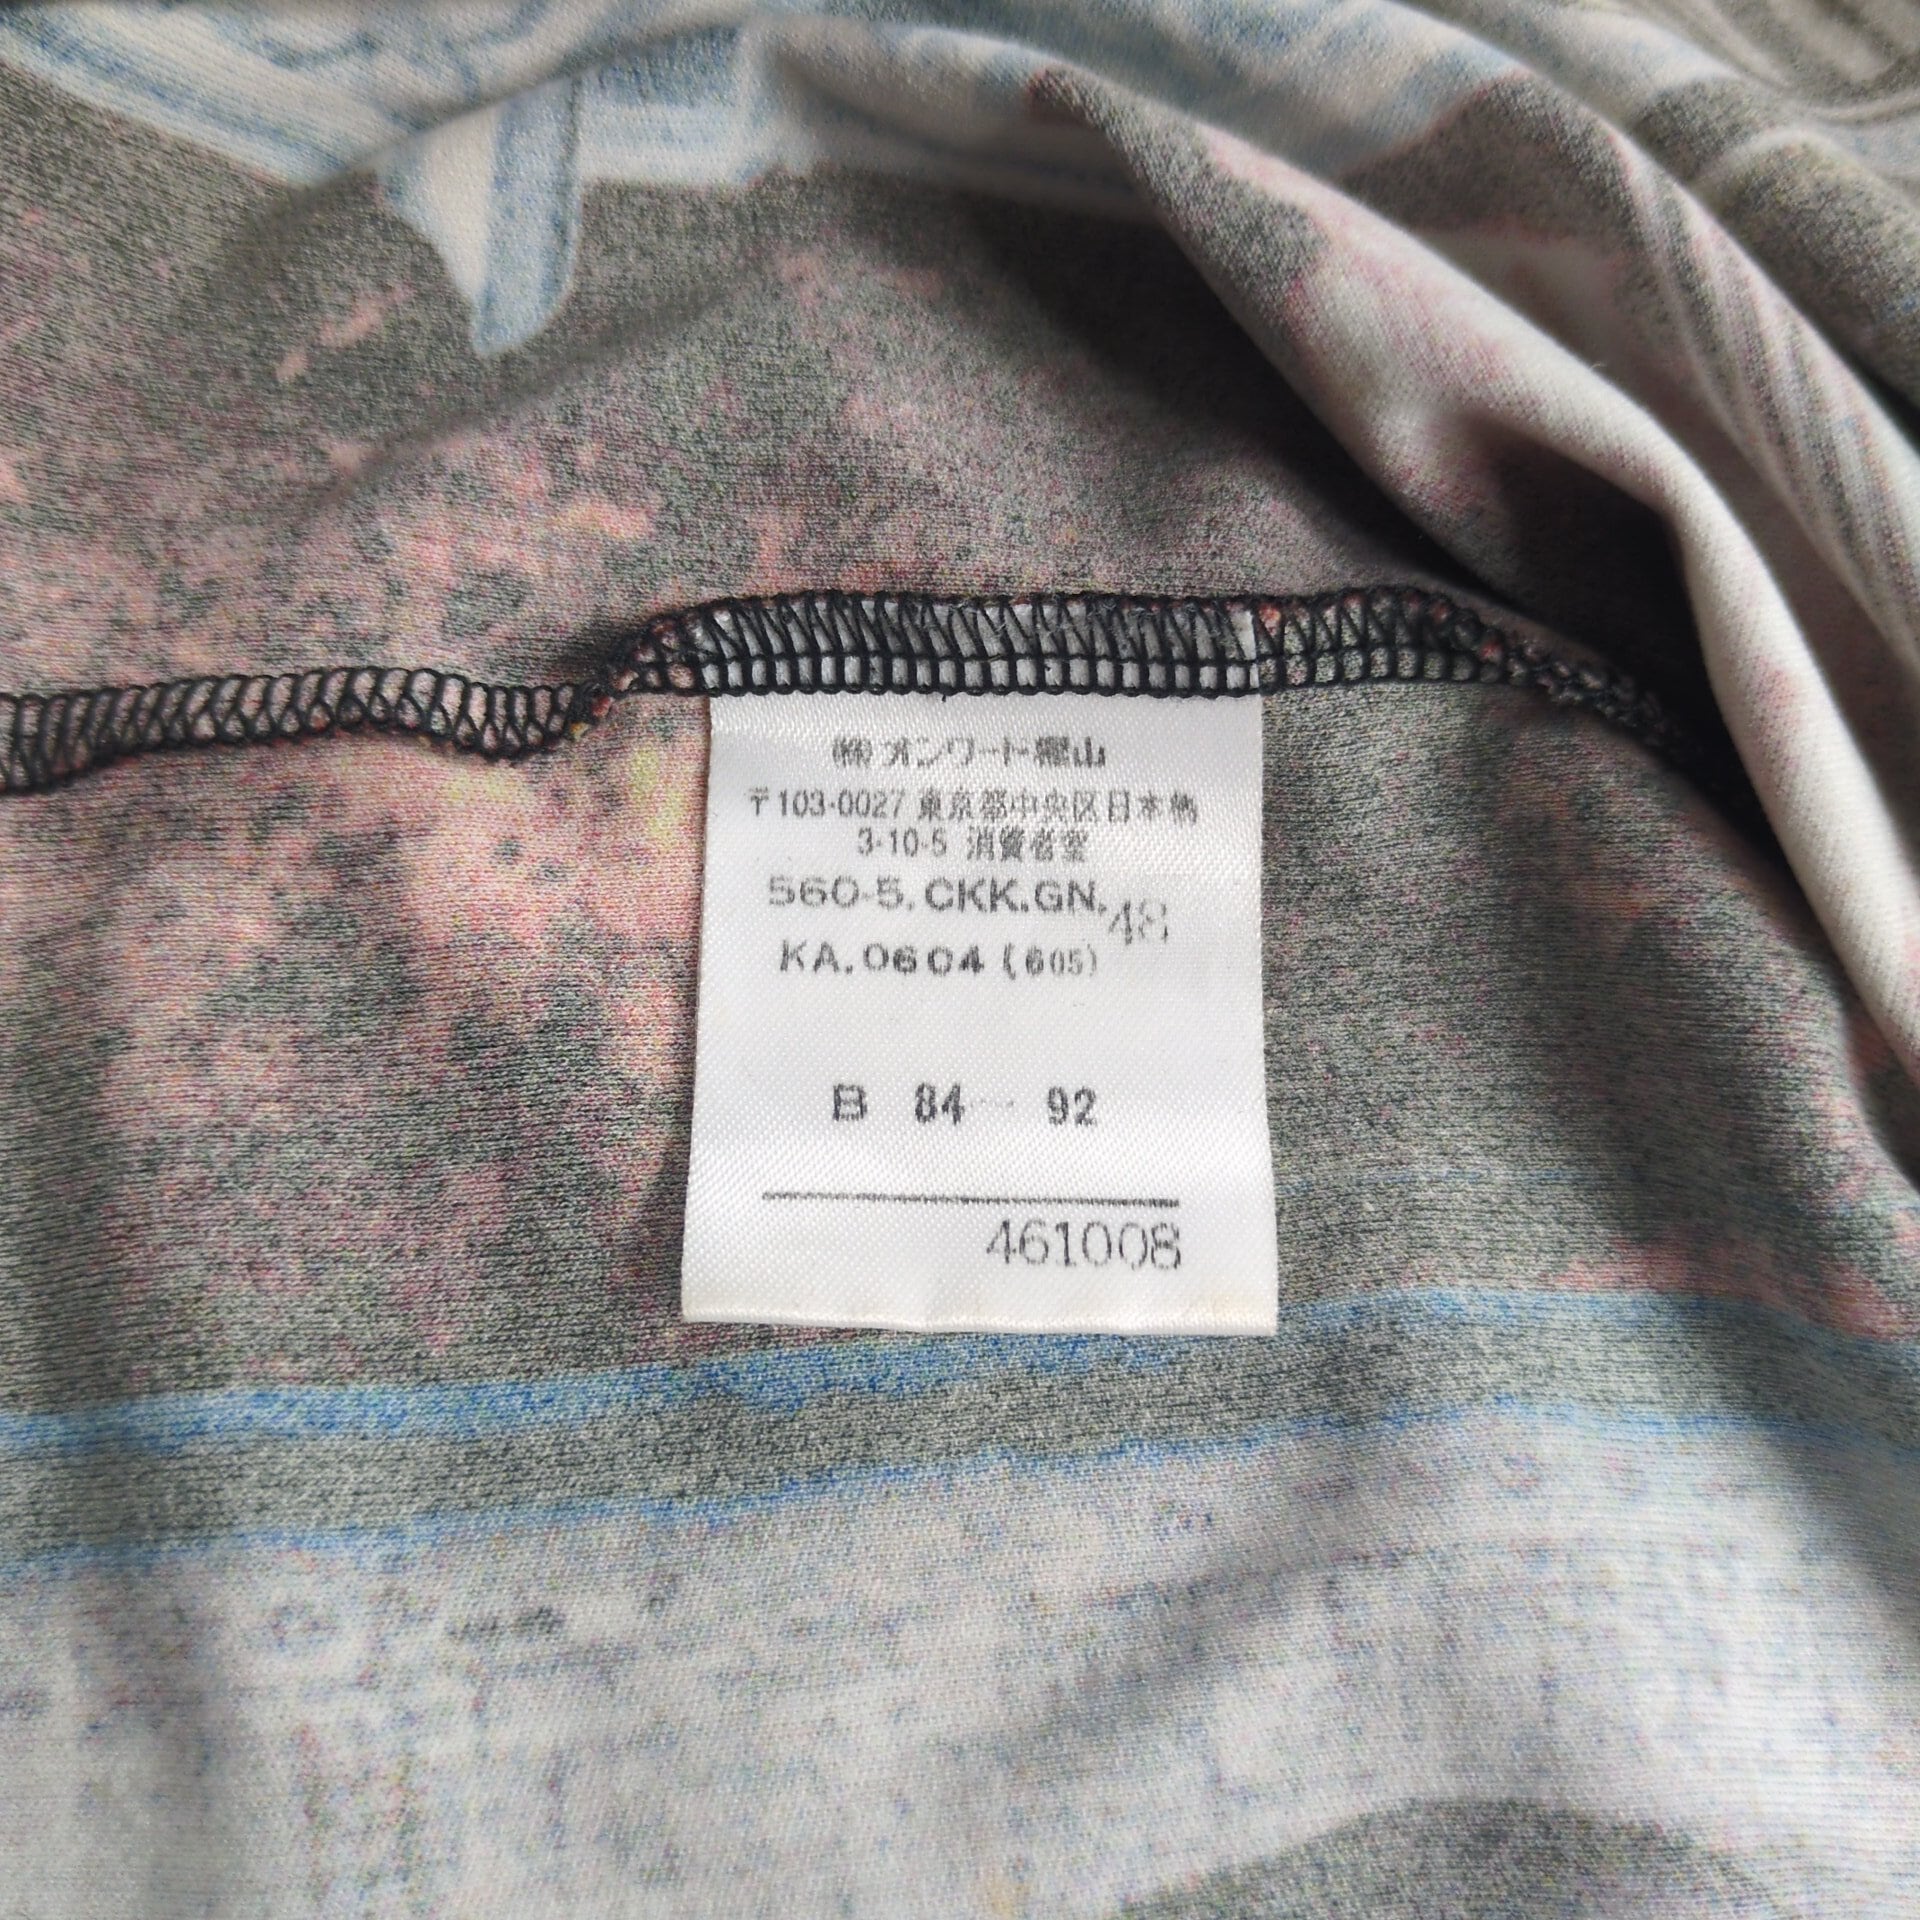 ㈱オンワード樫山
〒103-0027 東京都中央区日本橋
3-10-5 消費者室
560-5.CKK.GN.48
KA.0604(605)
B 84 ― 92
461008